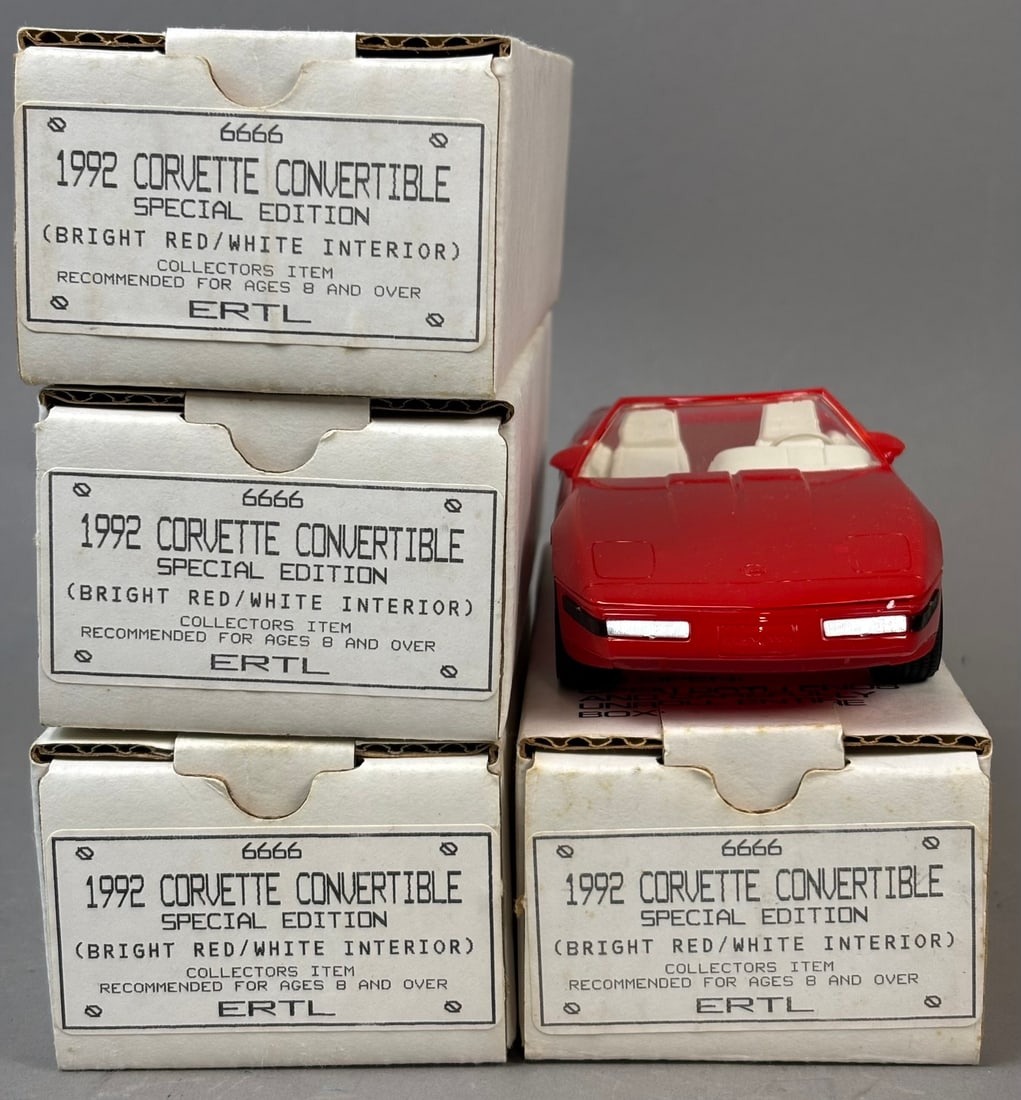 6666
1992 CORVETTE CONVERTIBLE
SPECIAL EDITION
(BRIGHT RED/WHITE INTERIOR)
COLLECTORS ITEM
RECOMMENDED FOR AGES 8 AND OVER
ERTL
6666
1992 CORVETTE CONVERTIBLE
SPECIAL EDITION
(BRIGHT RED/WHITE INTERIOR)
COLLECTORS ITEM
RECOMMENDED FOR AGES 8 AND OVER
ERTL
6666
1992 CORVETTE CONVERTIBLE
SPECIAL EDITION
(BRIGHT RED/WHITE INTERIOR)
COLLECTORS ITEM
RECOMMENDED FOR AGES 8 AND OVER
ERTL
BOX.
6666
1992 CORVETTE CONVERTIBLE
SPECIAL EDITION
(BRIGHT RED/WHITE INTERIOR)
COLLECTORS ITEM
RECOMMENDED FOR AGES 8 AND OVER
ERTL